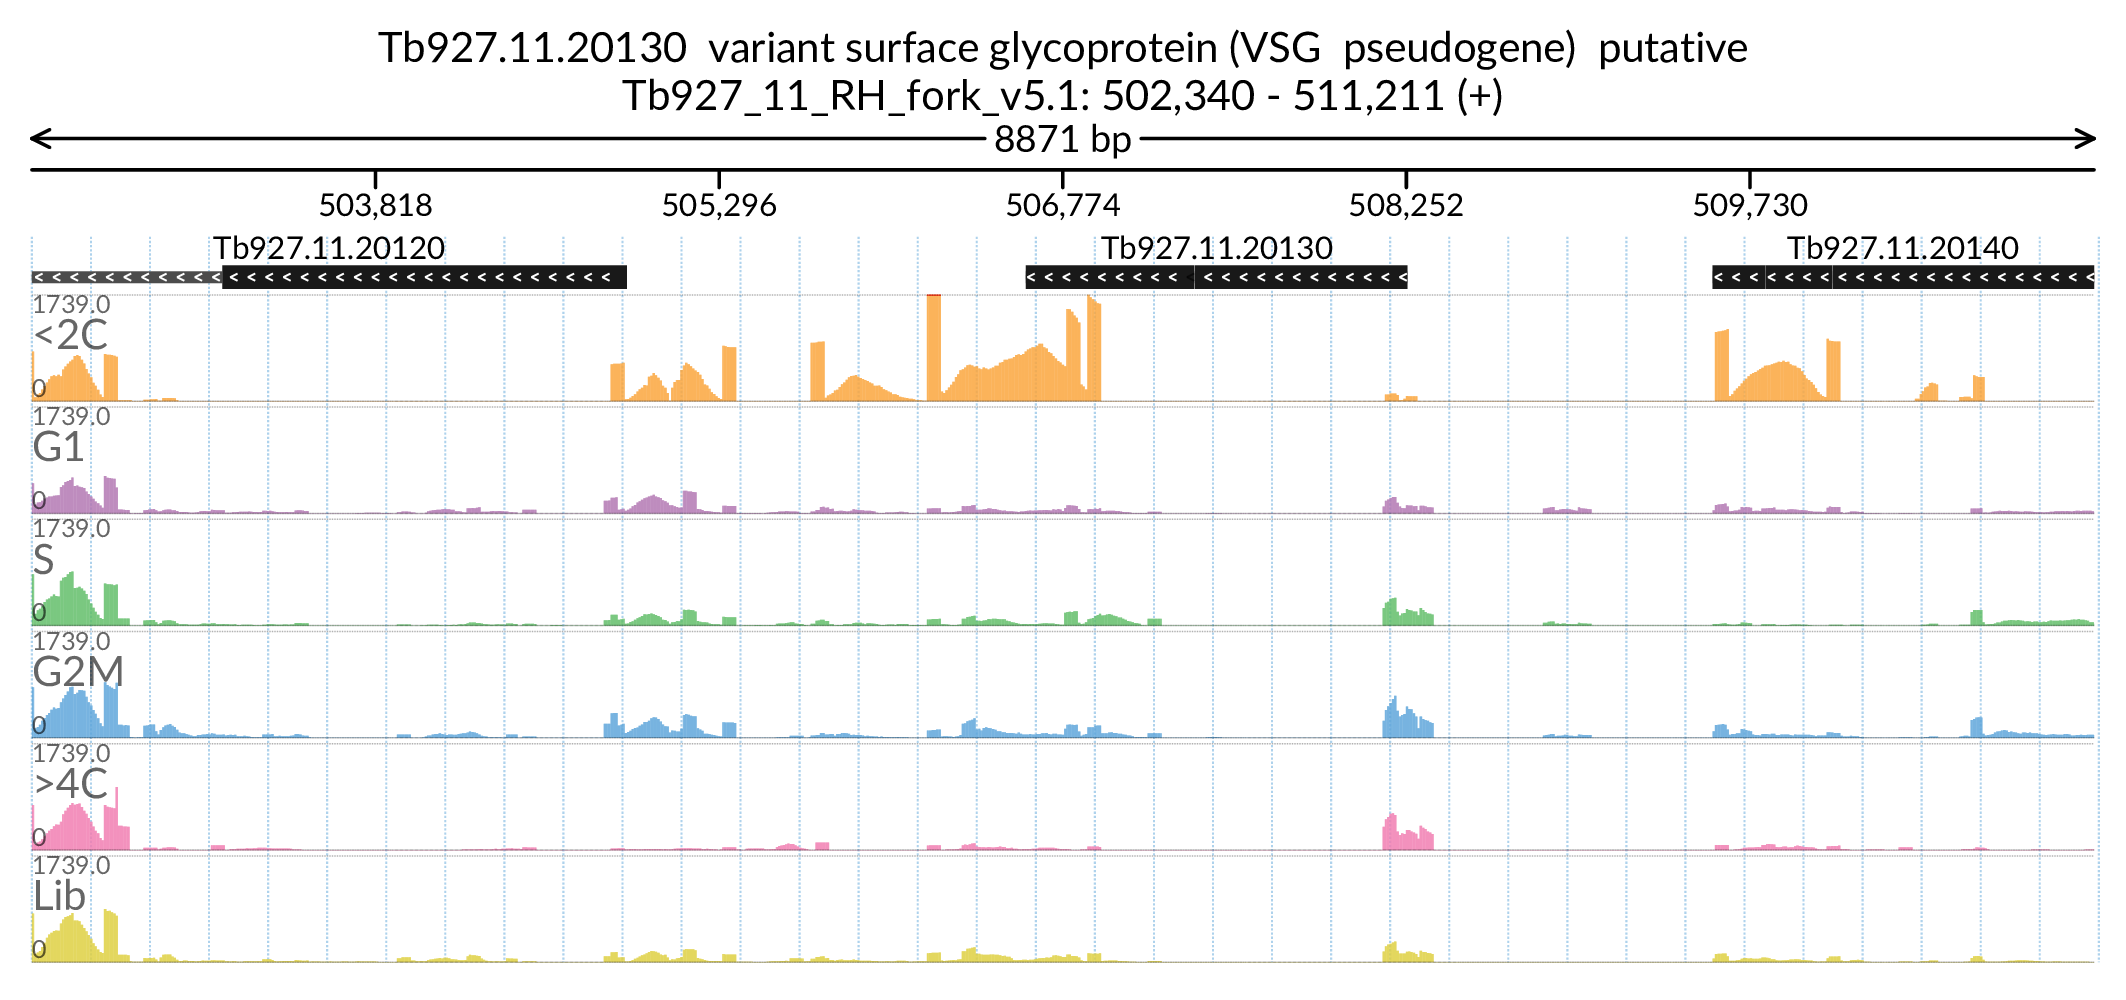 Tb927.11.20130  variant surface glycoprotein (VSG  pseudogene)  putative
Tb927_11_RH_fork_v5.1: 502,340 - 511,211 (+)
8871 bp
503,818 505,296 506,774 508,252 509,730
Tb927.11.20120 Tb927.11.20130 Tb927.11.20140
1739.0
<2C
0
1739.0
G1
0
1739.0
S
0
1739.0
G2M
0
1739.0
>4C
0
1739.0
Lib
0